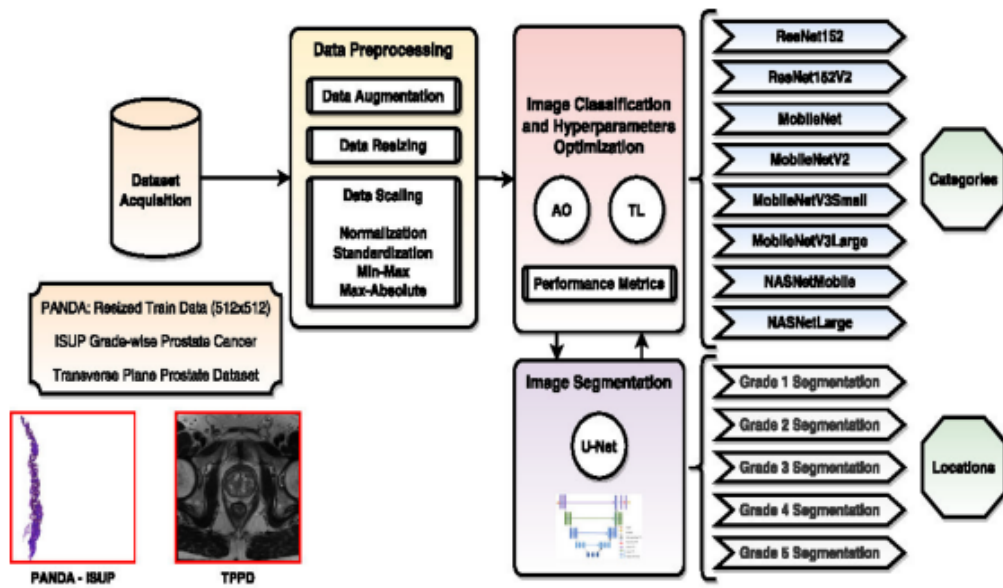 Dataset
Acquisition
PANDA: Resized Train Data (512x512)
ISUP Grade-wise Prostate Cancer
Transverse Plane Prostate Dataset
PANDA - ISUP
TPPD
Data Preprocessing
Data Augmentation
Data Resizing
Data Scaling
Normalization
Standardization
Min-Max
Max-Absolute
Image Classification
and Hyperparameters
Optimization
AO
TL
Performance Metrics
Image Segmentation
U-Net
ResNet152
ResNet152V2
MobileNet
MobileNetV2
MobileNetV3Small
MobileNetV3Large
NASNetMobile
NASNetLarge
Categories
Grade 1 Segmentation
Grade 2 Segmentation
Grade 3 Segmentation
Grade 4 Segmentation
Grade 5 Segmentation
Locations